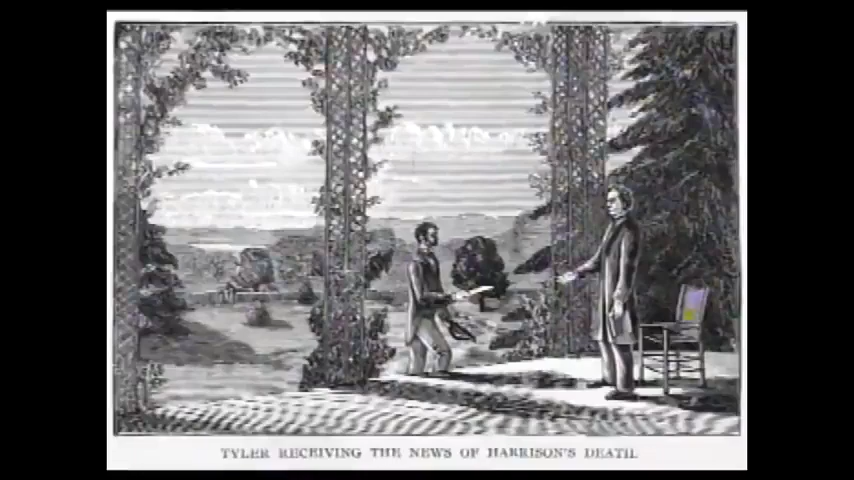 TYLER RECEIVING THE NEWS OF HARRISON'S DEATH.